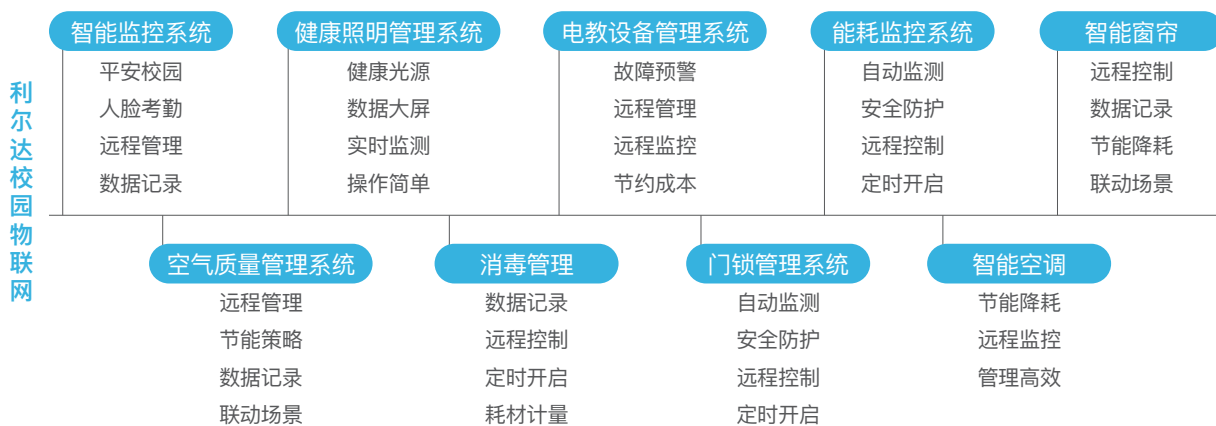 利尔达校园物联网
智能监控系统
平安校园
人脸考勤
远程管理
数据记录
健康照明管理系统
健康光源
数据大屏
实时监测
操作简单
电教设备管理系统
故障预警
远程管理
远程监控
节约成本
能耗监控系统
自动监测
安全防护
远程控制
定时开启
智能窗帘
远程控制
数据记录
节能降耗
联动场景
空气质量管理系统
远程管理
节能策略
数据记录
联动场景
消毒管理
数据记录
远程控制
定时开启
耗材计量
门锁管理系统
自动监测
安全防护
远程控制
定时开启
智能空调
节能降耗
远程监控
管理高效